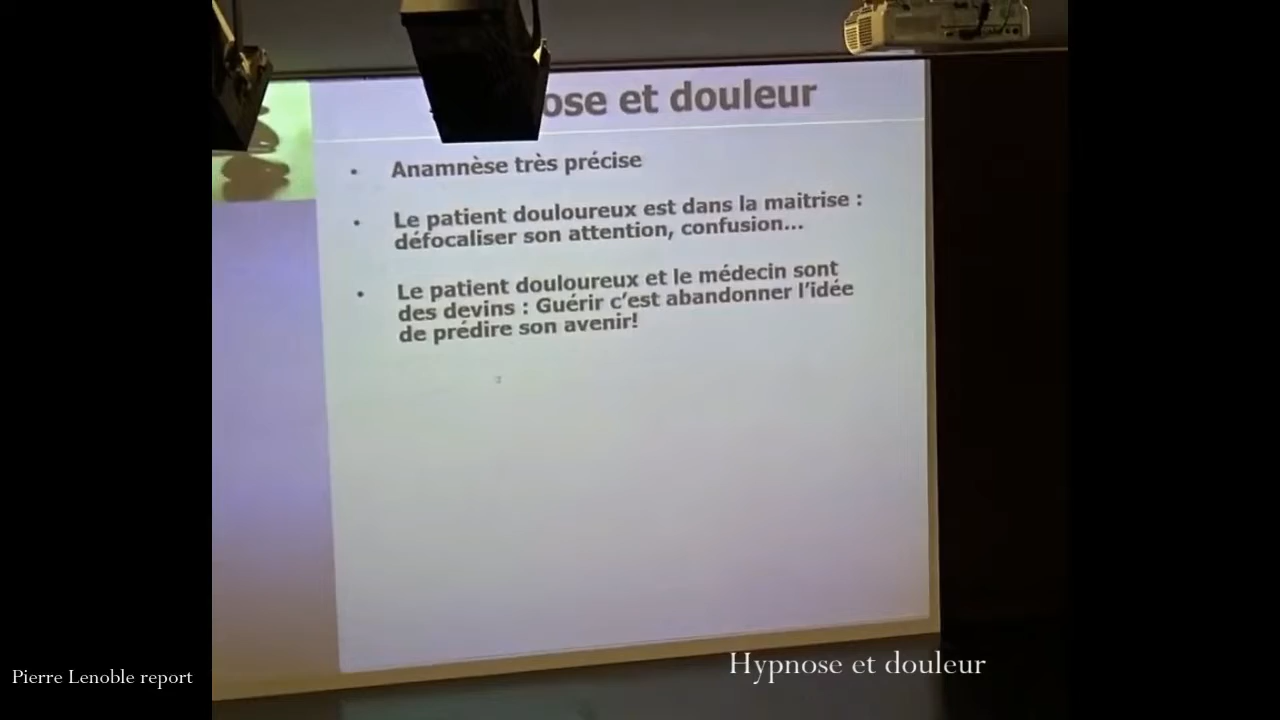 ose et douleur
• Anamnèse très précise
• Le patient douloureux est dans la maitrise :
défocaliser son attention, confusion...
• Le patient douloureux et le médecin sont
des devins : Guérir c’est abandonner l’idée
de prédire son avenir!
Hypnose et douleur
Pierre Lenoble report